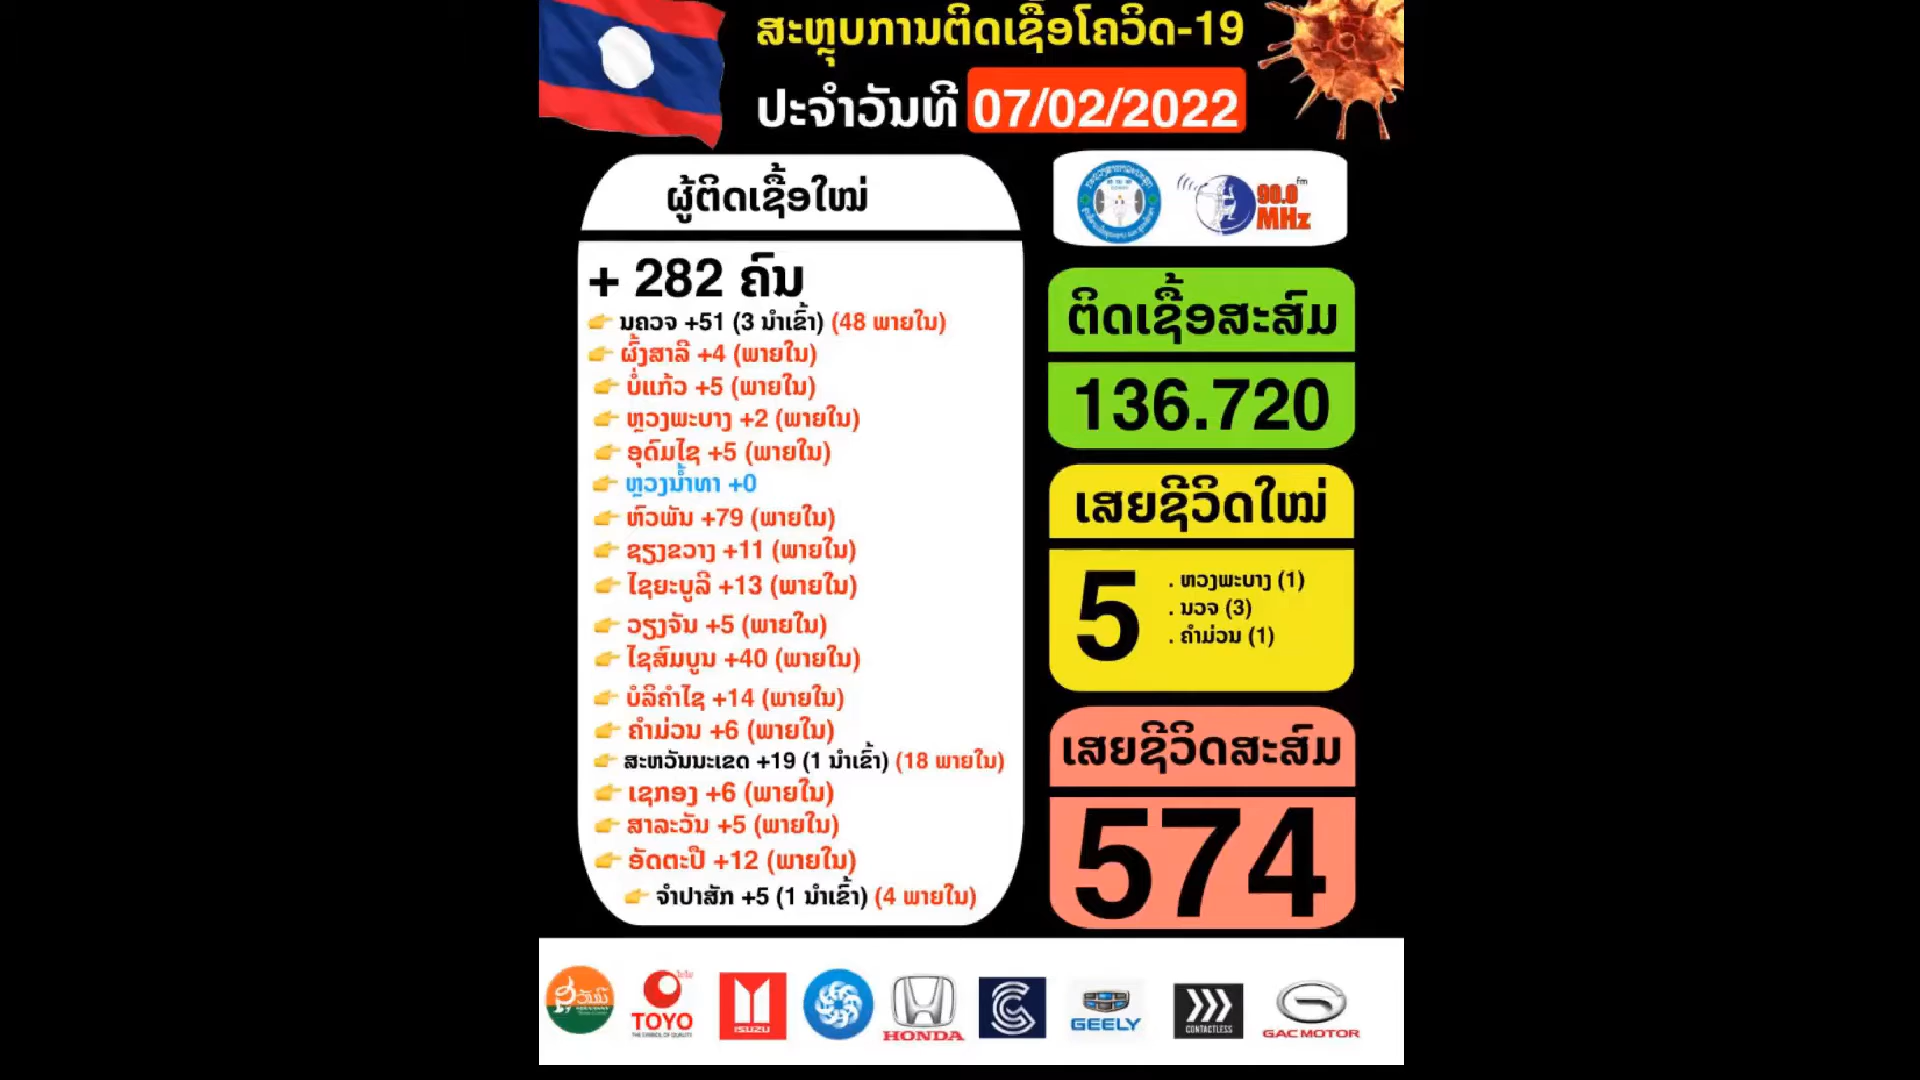 ສະຫຼຸບການຕິດເຊື້ອໂຄວິດ-19
ປະຈຳວັນທີ 07/02/2022
ຜູ້ຕິດເຊື້ອໃໝ່
+ 282 ຄົນ
👉 ນຄວຈ +51 (3 ນຳເຂົ້າ) (48 ພາຍໃນ)
👉 ຜົ້ງສາລີ +4 (ພາຍໃນ)
👉 ບໍ່ແກ້ວ +5 (ພາຍໃນ)
👉 ຫຼວງພະບາງ +2 (ພາຍໃນ)
👉 ອຸດົມໄຊ +5 (ພາຍໃນ)
👉 ຫຼວງນ້ຳທາ +0
👉 ຫົວພັນ +79 (ພາຍໃນ)
👉 ຊຽງຂວາງ +11 (ພາຍໃນ)
👉 ໄຊຍະບູລີ +13 (ພາຍໃນ)
👉 ວຽງຈັນ +5 (ພາຍໃນ)
👉 ໄຊສົມບູນ +40 (ພາຍໃນ)
👉 ບໍລິຄຳໄຊ +14 (ພາຍໃນ)
👉 ຄຳມ່ວນ +6 (ພາຍໃນ)
👉 ສະຫວັນນະເຂດ +19 (1 ນຳເຂົ້າ) (18 ພາຍໃນ)
👉 ເຊກອງ +6 (ພາຍໃນ)
👉 ສາລະວັນ +5 (ພາຍໃນ)
👉 ອັດຕະປື +12 (ພາຍໃນ)
👉 ຈຳປາສັກ +5 (1 ນຳເຂົ້າ) (4 ພາຍໃນ)
90.0 fm
MHz
ຕິດເຊື້ອສະສົມ
136.720
ເສຍຊີວິດໃໝ່
5
. ຫວງພະບາງ (1)
. ນວຈ (3)
. ຄຳມ່ວນ (1)
ເສຍຊີວິດສະສົມ
574
TOYO
THE SYMBOL OF QUALITY
ISUZU
HONDA
GEELY
CONTACTLESS
GAC MOTOR